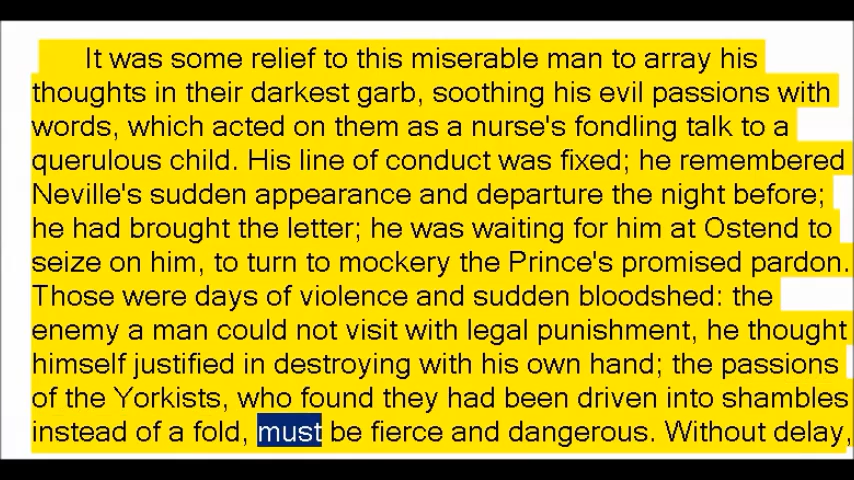 It was some relief to this miserable man to array his
thoughts in their darkest garb, soothing his evil passions with
words, which acted on them as a nurse's fondling talk to a
querulous child. His line of conduct was fixed; he remembered
Neville's sudden appearance and departure the night before;
he had brought the letter; he was waiting for him at Ostend to
seize on him, to turn to mockery the Prince's promised pardon.
Those were days of violence and sudden bloodshed: the
enemy a man could not visit with legal punishment, he thought
himself justified in destroying with his own hand; the passions
of the Yorkists, who found they had been driven into shambles
instead of a fold, must be fierce and dangerous. Without delay,